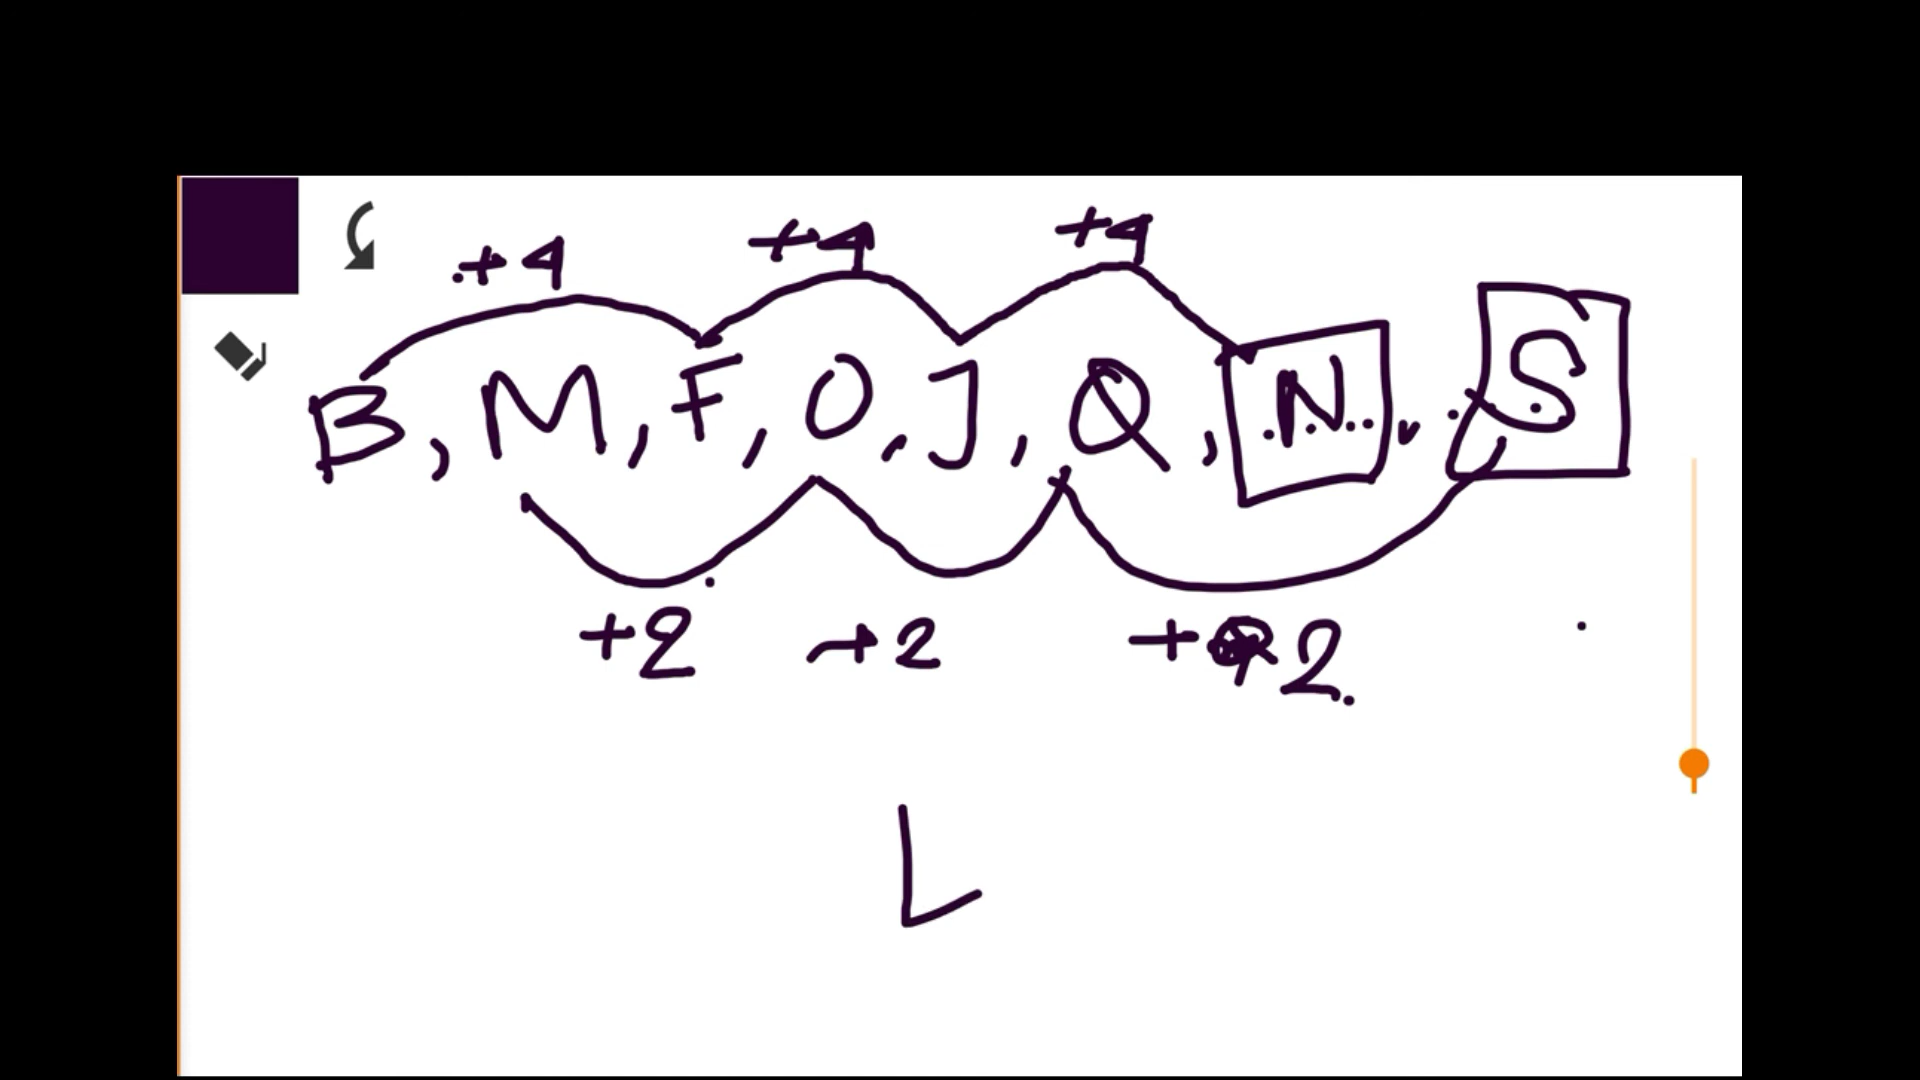 +4 +4 +4
B, M, F, O, J, Q, N, S
+2 +2 + 2
L